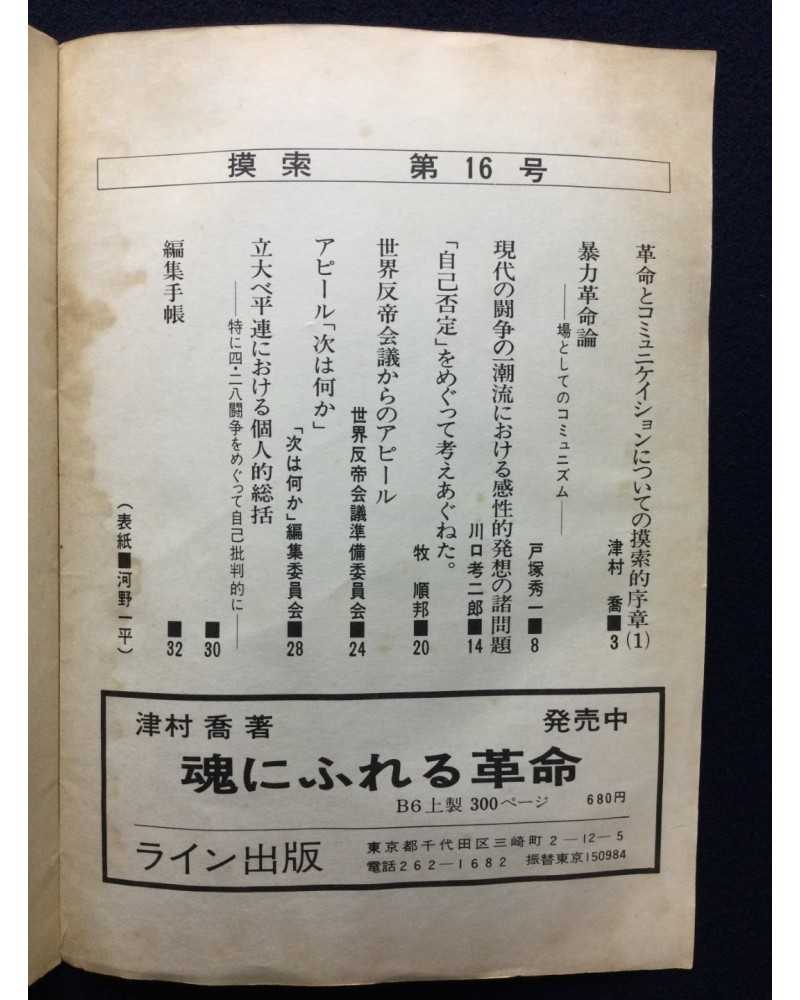 摸索 第16号
革命とコミュニケイションについての摸索的序章(1)
津村 喬■3
暴力革命論
――場としてのコミュニズム――
戸塚秀一■8
現代の闘争の一潮流における感性的発想の諸問題
川口考二郎■14
「自己否定」をめぐって考えあぐねた。
牧 順邦■20
世界反帝会議からのアピール
世界反帝会議準備委員会■24
アピール「次は何か」
「次は何か」編集委員会■28
立大べ平連における個人的総括
――特に四・二八闘争をめぐって自己批判的に――
■30
編集手帳
■32
(表紙■河野一平)
津村喬著 発売中
魂にふれる革命
B6上製 300ページ 680円
ライン出版
東京都千代田区三崎町2―12―5
電話262―1682 振替東京150984